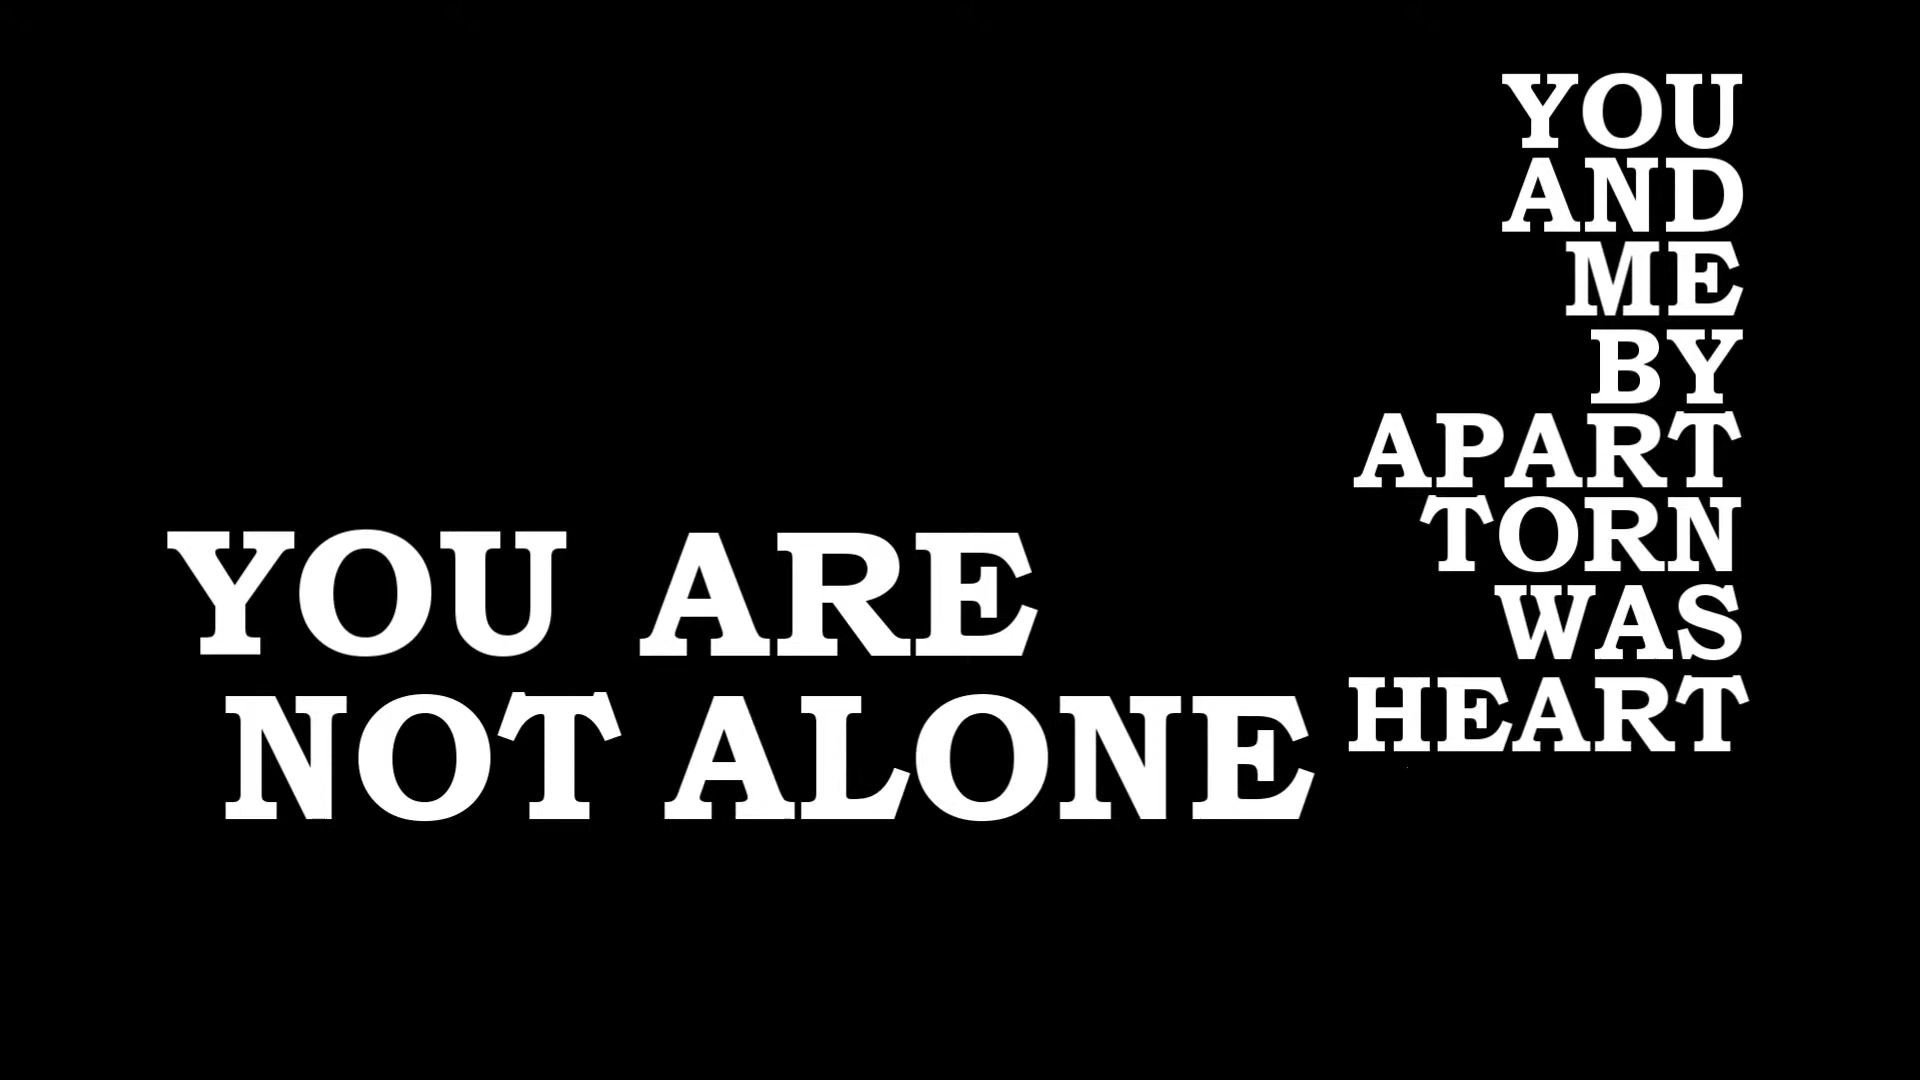 YOU ARE
NOT ALONE
YOU
AND
ME
BY
APART
TORN
WAS
HEART